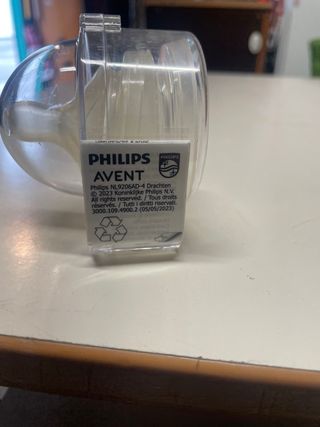 PHILIPS
AVENT
Philips NL9206AD-4 Drachten
© 2023 Koninklijke Philips N.V.
All rights reserved. / Tous droits
réservés. / Tutti i diritti riservati.
3000.109.4900.2 (05/05/2023)